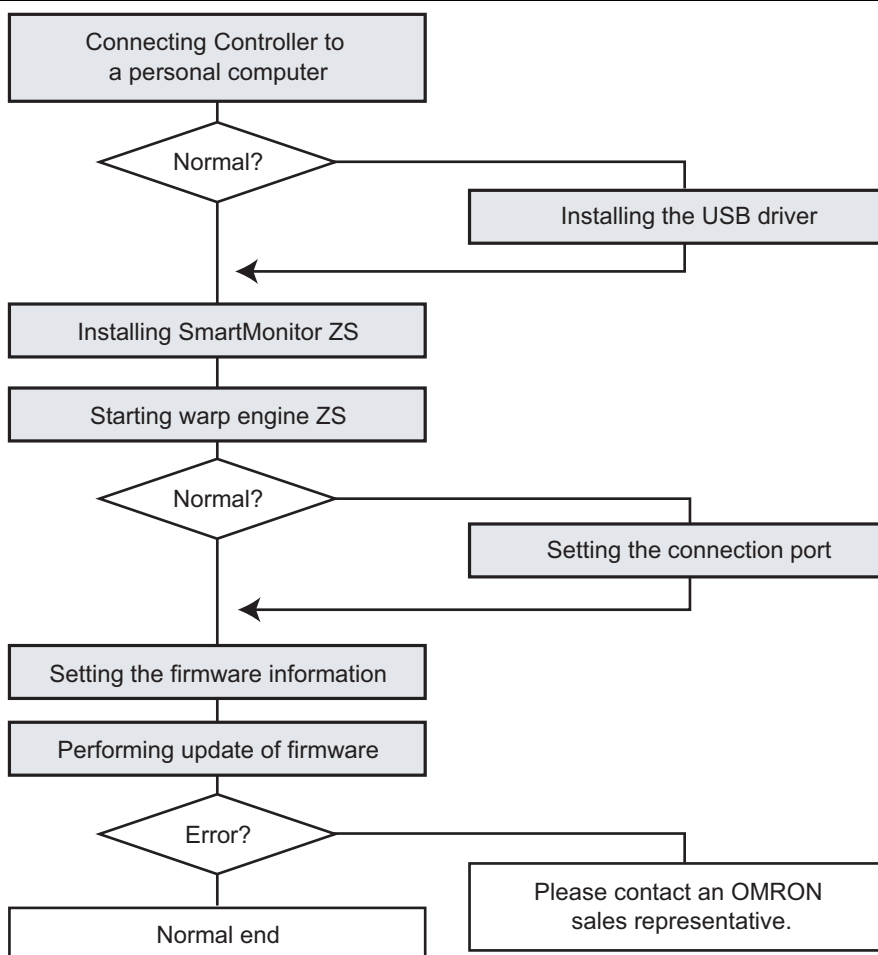 Connecting Controller to
a personal computer
Normal?
Installing the USB driver
Installing SmartMonitor ZS
Starting warp engine ZS
Normal?
Setting the connection port
Setting the firmware information
Performing update of firmware
Error?
Please contact an OMRON
sales representative.
Normal end